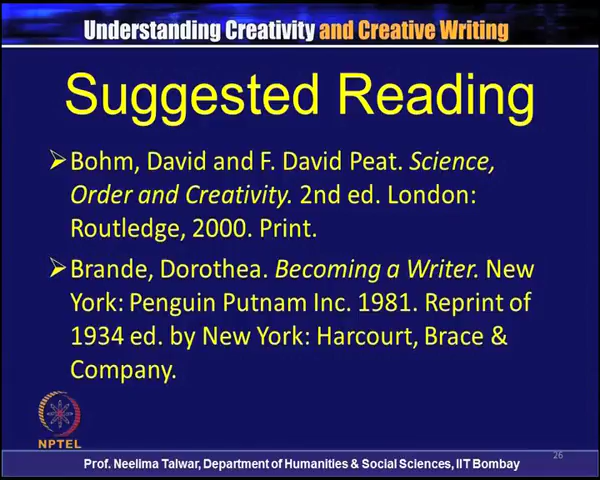 Understanding Creativity and Creative Writing
Suggested Reading
➢Bohm, David and F. David Peat. Science,
Order and Creativity. 2nd ed. London:
Routledge, 2000. Print.
➢Brande, Dorothea. Becoming a Writer. New
York: Penguin Putnam Inc. 1981. Reprint of
1934 ed. by New York: Harcourt, Brace &
Company.
NPTEL
26
Prof. Neelima Talwar, Department of Humanities & Social Sciences, IIT Bombay